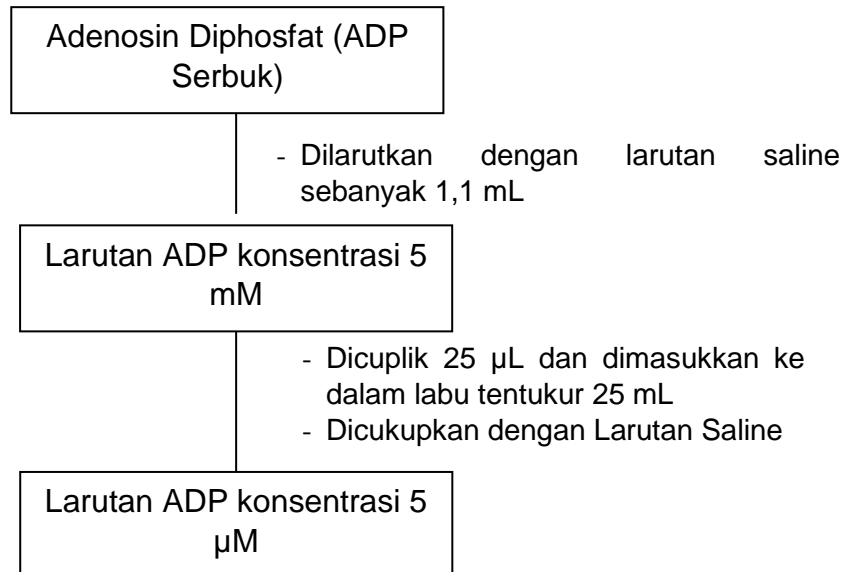 Adenosin Diphosfat (ADP
Serbuk)
- Dilarutkan dengan larutan saline
sebanyak 1,1 mL
Larutan ADP konsentrasi 5
mM
- Dicuplik 25 µL dan dimasukkan ke
dalam labu tentukur 25 mL
- Dicukupkan dengan Larutan Saline
Larutan ADP konsentrasi 5
µM